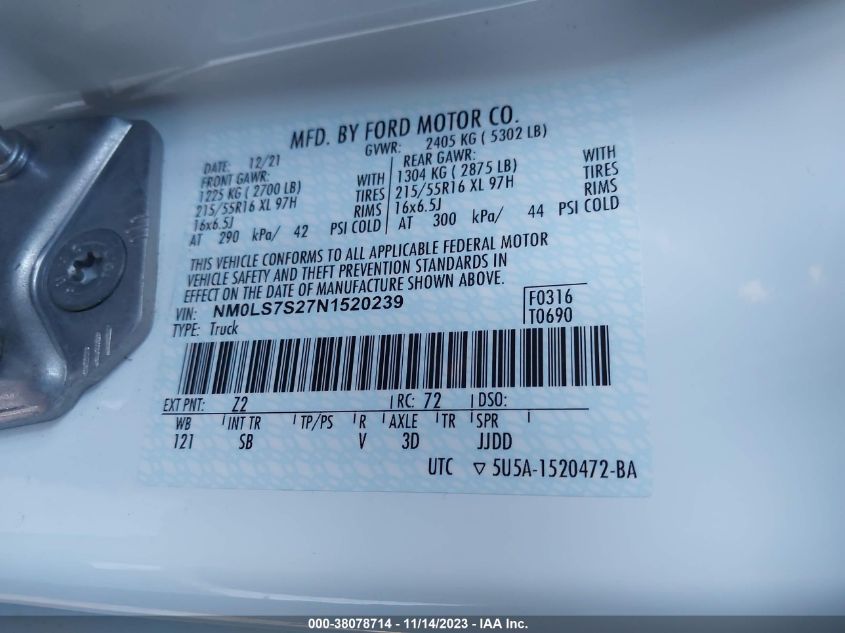 MFD. BY FORD MOTOR CO.
DATE: 12/21 GVWR: 2405 KG ( 5302 LB)
FRONT GAWR: REAR GAWR:
1225 KG ( 2700 LB) WITH 1304 KG ( 2875 LB) WITH
215/55R16 XL 97H TIRES 215/55R16 XL 97H TIRES
16x6.5J RIMS 16x6.5J RIMS
AT 290 kPa/ 42 PSI COLD AT 300 kPa/ 44 PSI COLD
THIS VEHICLE CONFORMS TO ALL APPLICABLE FEDERAL MOTOR
VEHICLE SAFETY AND THEFT PREVENTION STANDARDS IN
EFFECT ON THE DATE OF MANUFACTURE SHOWN ABOVE.
VIN: NM0LS7S27N1520239 F0316
TYPE: Truck T0690
EXT PNT: Z2 RC: 72 DSO:
WB INT TR TP/PS R AXLE TR SPR
121 SB V 3D JJDD
UTC ▽ 5U5A-1520472-BA
000-38078714 - 11/14/2023 - IAA Inc.